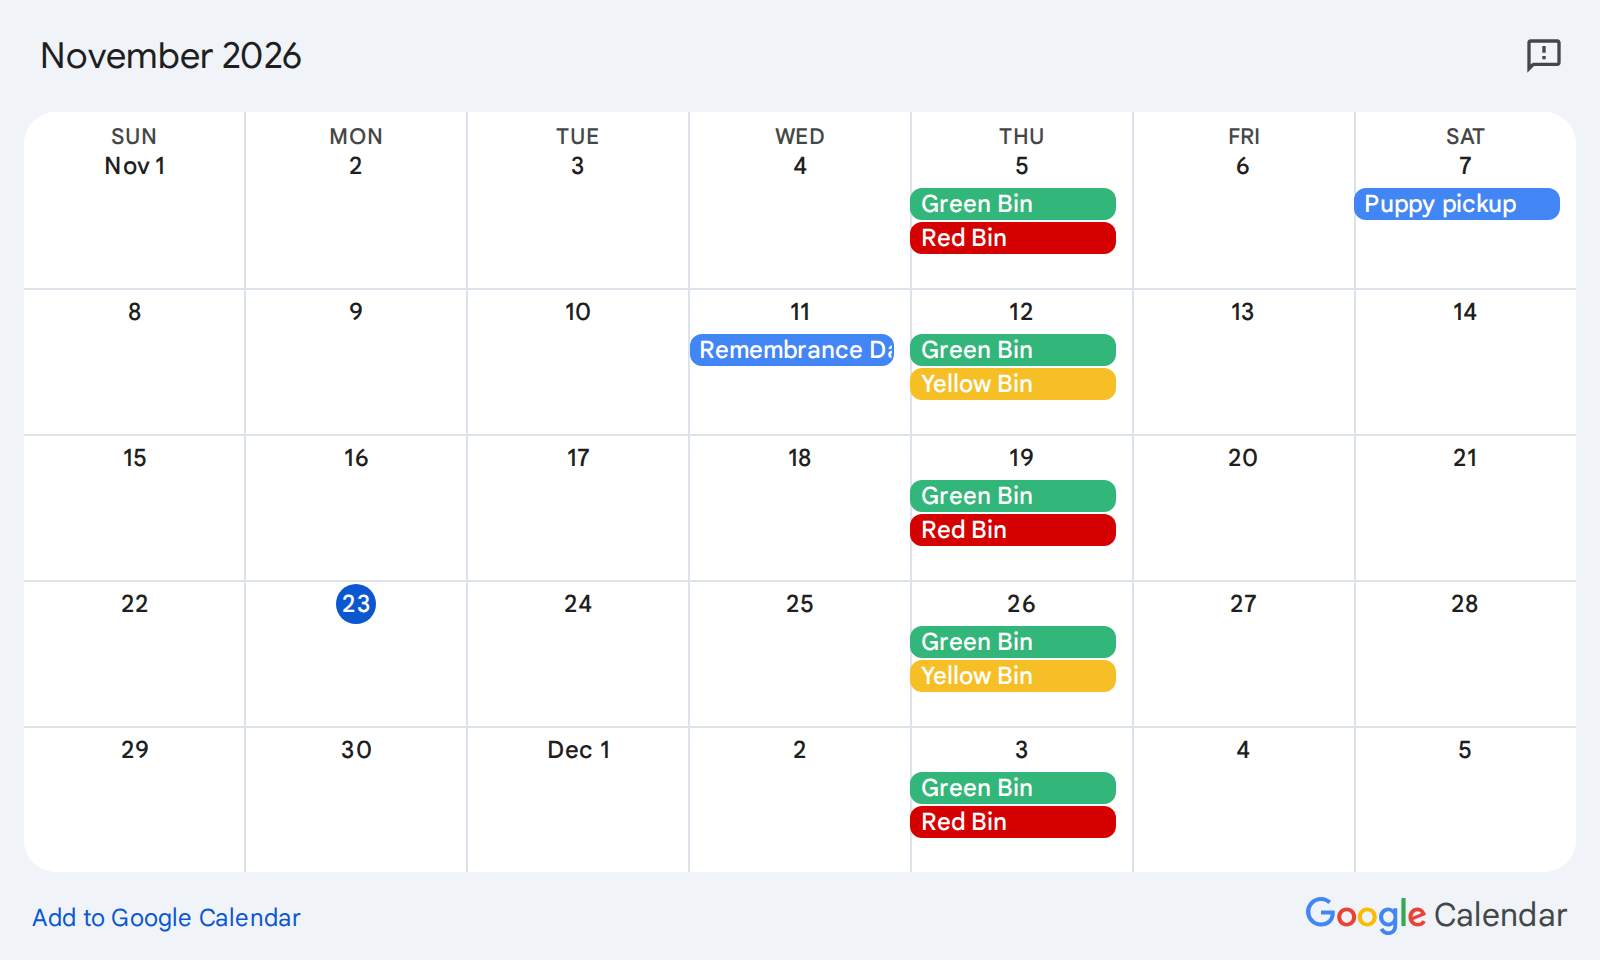 November 2026
SUN MON TUE WED THU FRI SAT
Nov 1 2 3 4 5 6 7
Green Bin Puppy pickup
Red Bin
8 9 10 11 12 13 14
Remembrance Da Green Bin
Yellow Bin
15 16 17 18 19 20 21
Green Bin
Red Bin
22 23 24 25 26 27 28
Green Bin
Yellow Bin
29 30 Dec 1 2 3 4 5
Green Bin
Red Bin
Add to Google Calendar
Google Calendar